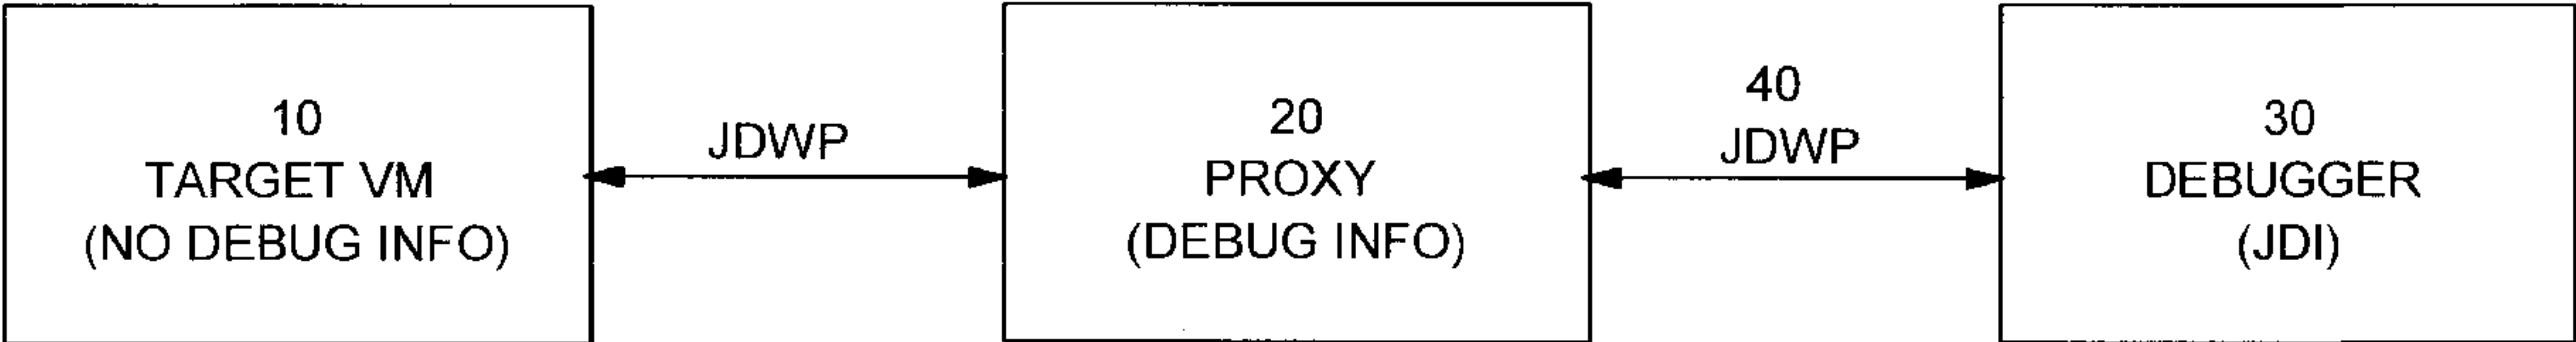 10
TARGET VM
(NO DEBUG INFO)
JDWP
20
PROXY
(DEBUG INFO)
40
JDWP
30
DEBUGGER
(JDI)